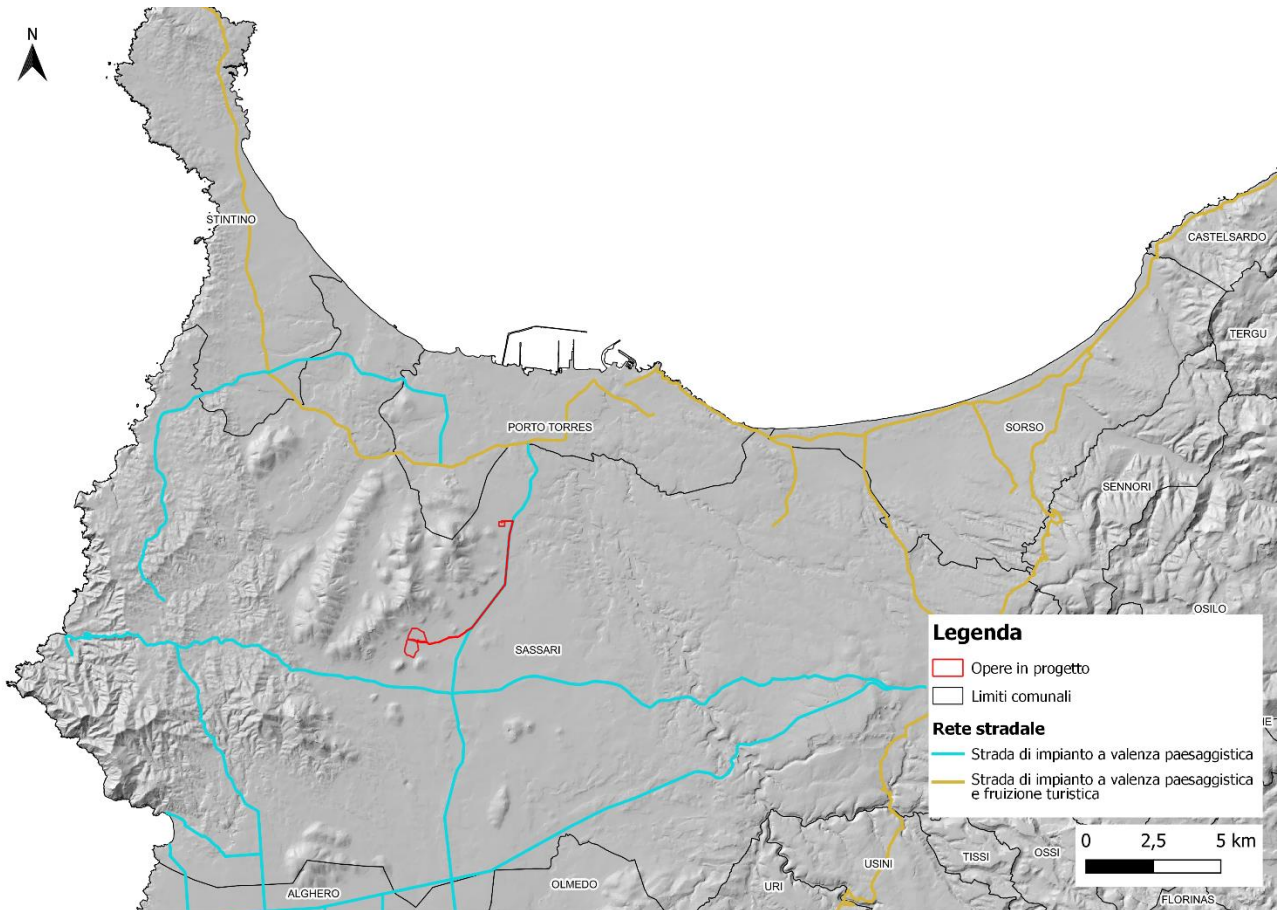 N
STINTINO
CASTELSARDO
TERGU
PORTO TORRES
SORSO
SENNORI
OSILO
SASSARI
Legenda
Opere in progetto
Limiti comunali
Rete stradale
Strada di impianto a valenza paesaggistica
Strada di impianto a valenza paesaggistica
e fruizione turistica
0 2,5 5 km
IE
ALGHERO
OLMEDO
URI
USINI
TISSI
OSSI
FLORINAS